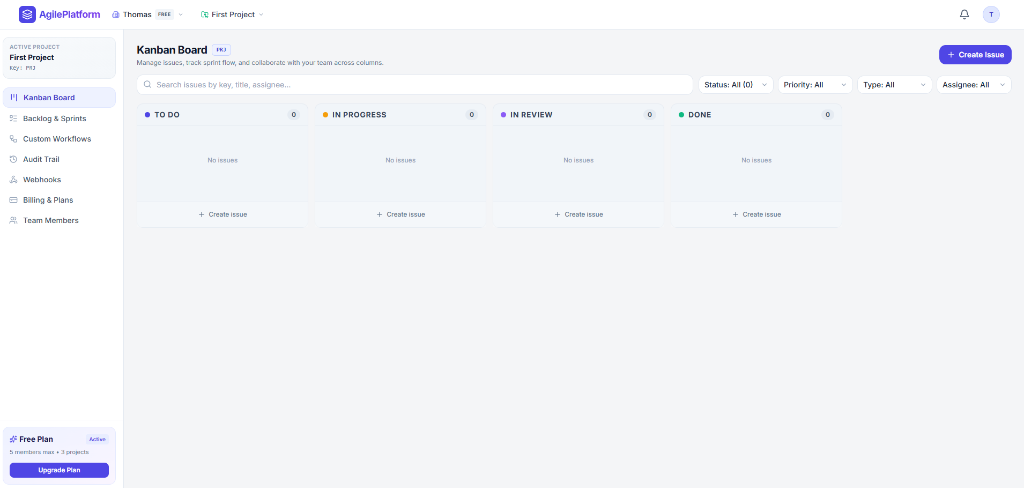 AgilePlatform
Thomas FREE
First Project
T
ACTIVE PROJECT
First Project
Key: PRJ
Kanban Board
Backlog & Sprints
Custom Workflows
Audit Trail
Webhooks
Billing & Plans
Team Members
Free Plan Active
5 members max • 3 projects
Upgrade Plan
Kanban Board PRJ
Manage issues, track sprint flow, and collaborate with your team across columns.
+ Create Issue
Search issues by key, title, assignee...
Status: All (0)
Priority: All
Type: All
Assignee: All
TO DO 0
No issues
+ Create issue
IN PROGRESS 0
No issues
+ Create issue
IN REVIEW 0
No issues
+ Create issue
DONE 0
No issues
+ Create issue